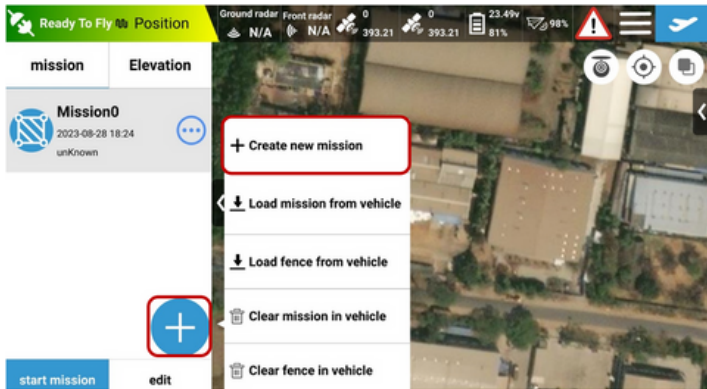 Ready To Fly Position
Ground radar
N/A
Front radar
N/A
0
393.21
0
393.21
23.49v
81%
98%
mission Elevation
Mission0
2023-08-28 18:24
unKnown
+ Create new mission
Load mission from vehicle
Load fence from vehicle
Clear mission in vehicle
Clear fence in vehicle
start mission edit